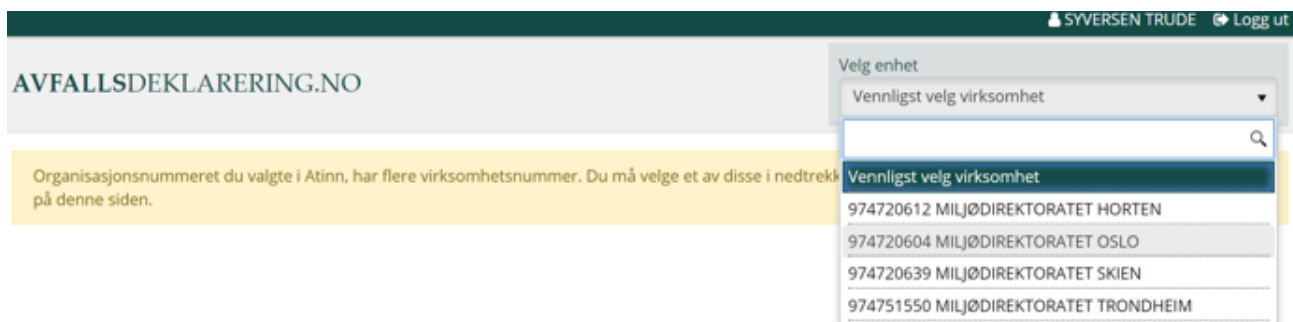 SYVERSEN TRUDE Logg ut
AVFALLSDEKLARERING.NO
Velg enhet
Vennligst velg virksomhet
Organisasjonsnummeret du valgte i Atinn, har flere virksomhetsnummer. Du må velge et av disse i nedtrekk
på denne siden.
Vennligst velg virksomhet
974720612 MILJØDIREKTORATET HORTEN
974720604 MILJØDIREKTORATET OSLO
974720639 MILJØDIREKTORATET SKIEN
974751550 MILJØDIREKTORATET TRONDHEIM